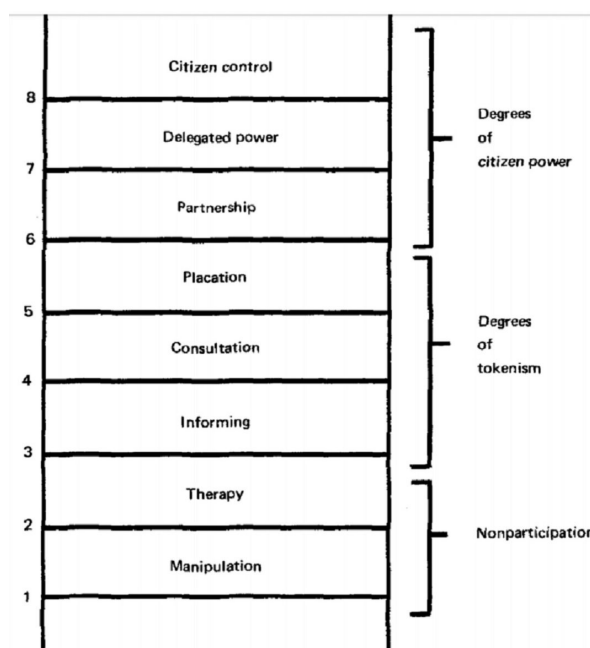 Citizen control
8
Delegated power
7
Partnership
6
Degrees
of
citizen power
Placation
5
Consultation
4
Informing
3
Degrees
of
tokenism
Therapy
2
Manipulation
1
Nonparticipation